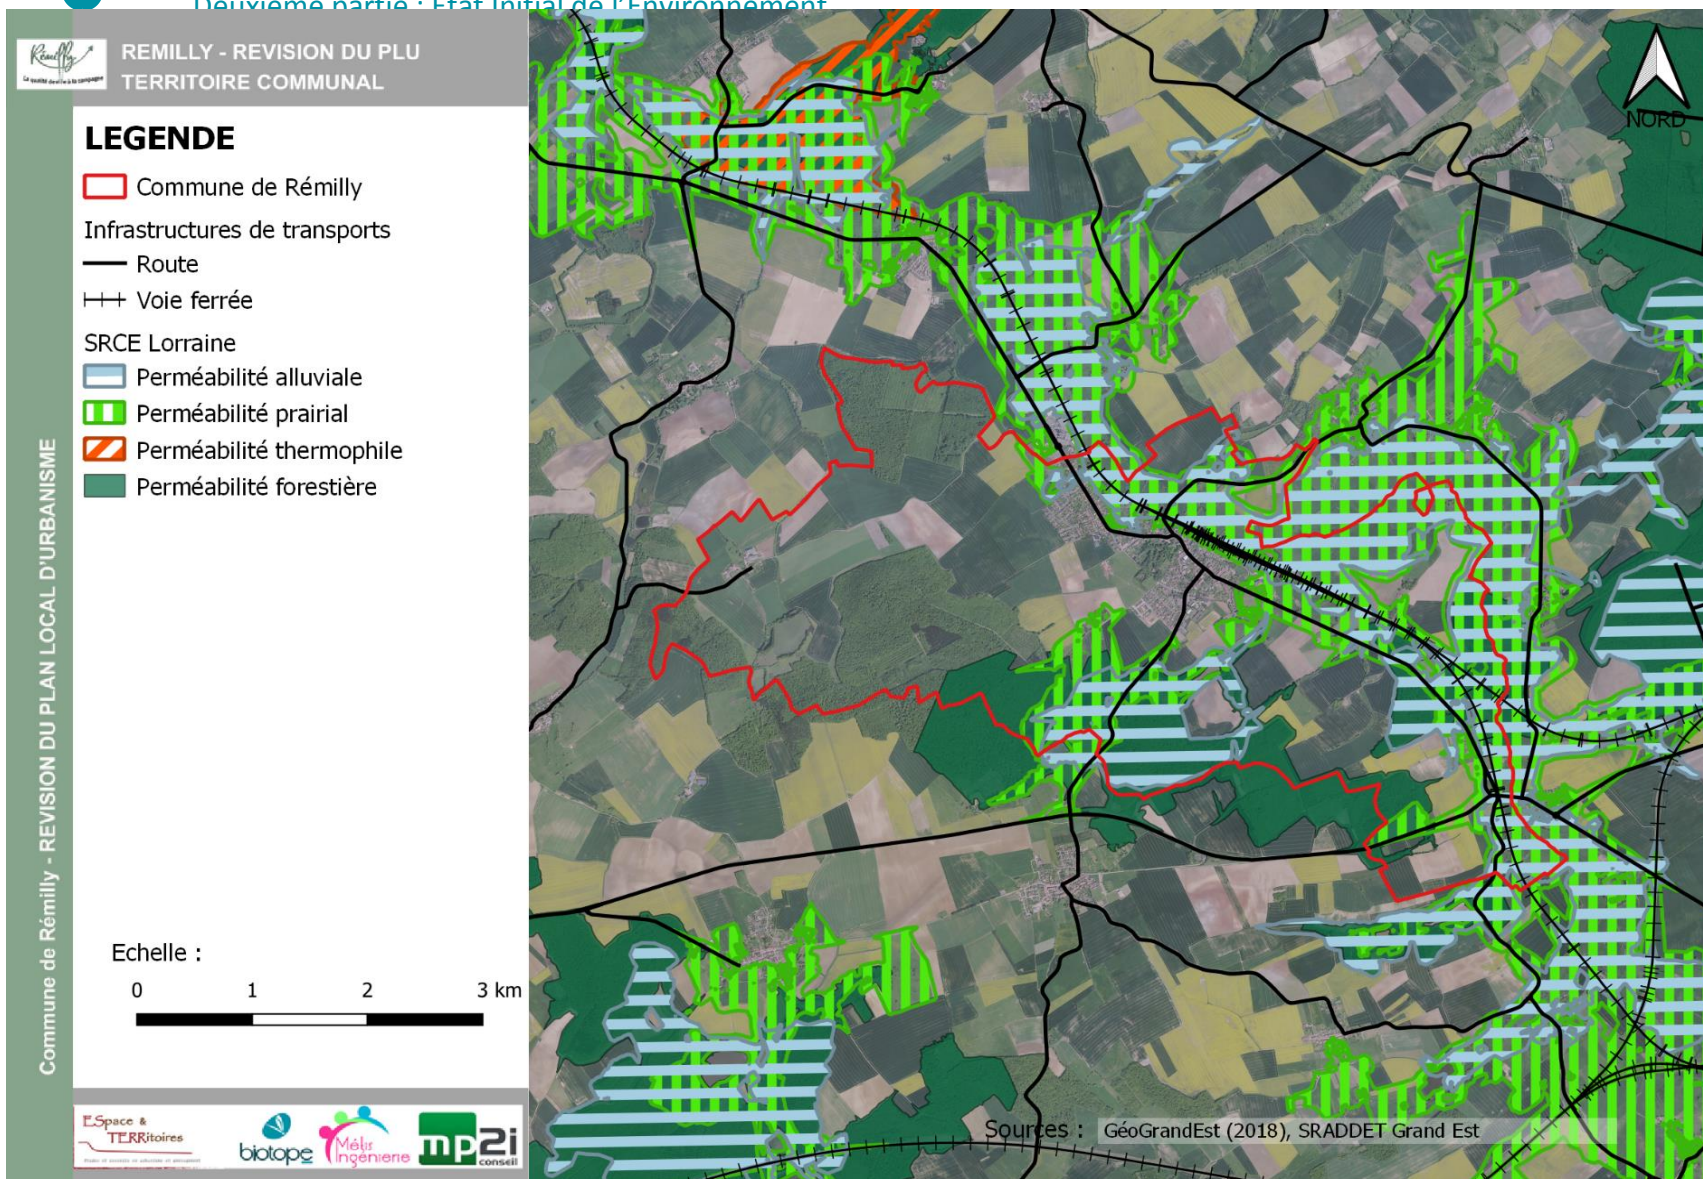 Deuxième partie : Etat Initial de l'Environnement
Rémilly
REMILLY - REVISION DU PLU
TERRITOIRE COMMUNAL
LEGENDE
Commune de Rémilly
Infrastructures de transports
Route
Voie ferrée
SRCE Lorraine
Perméabilité alluviale
Perméabilité prairial
Perméabilité thermophile
Perméabilité forestière
Echelle :
0 1 2 3 km
Commune de Rémilly - REVISION DU PLAN LOCAL D'URBANISME
ESpace &
TERRitoires
biotope
Mélis
Ingénierie
mp2i
conseil
NORD
Sources : GéoGrandEst (2018), SRADDET Grand Est